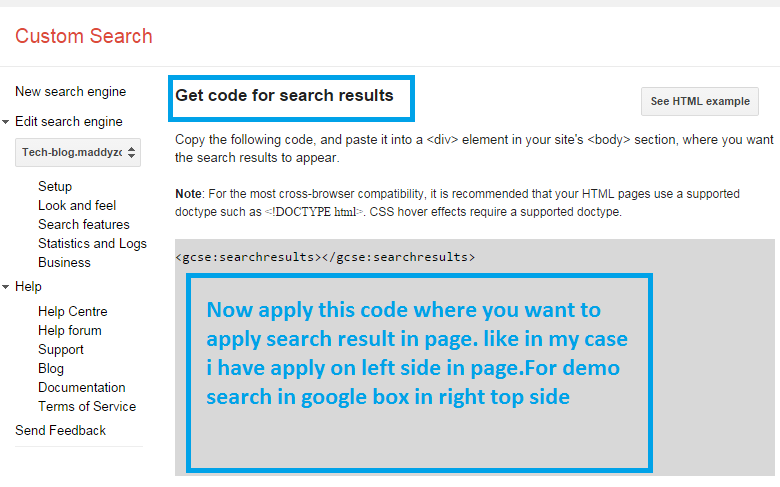 Custom Search
New search engine
Edit search engine
Tech-blog.maddyzc
Setup
Look and feel
Search features
Statistics and Logs
Business
Help
Help Centre
Help forum
Support
Blog
Documentation
Terms of Service
Send Feedback
Get code for search results
See HTML example
Copy the following code, and paste it into a <div> element in your site's <body> section, where you want
the search results to appear.
Note: For the most cross-browser compatibility, it is recommended that your HTML pages use a supported
doctype such as <!DOCTYPE html>. CSS hover effects require a supported doctype.
<gcse:searchresults></gcse:searchresults>
Now apply this code where you want to
apply search result in page. like in my case
i have apply on left side in page.For demo
search in google box in right top side